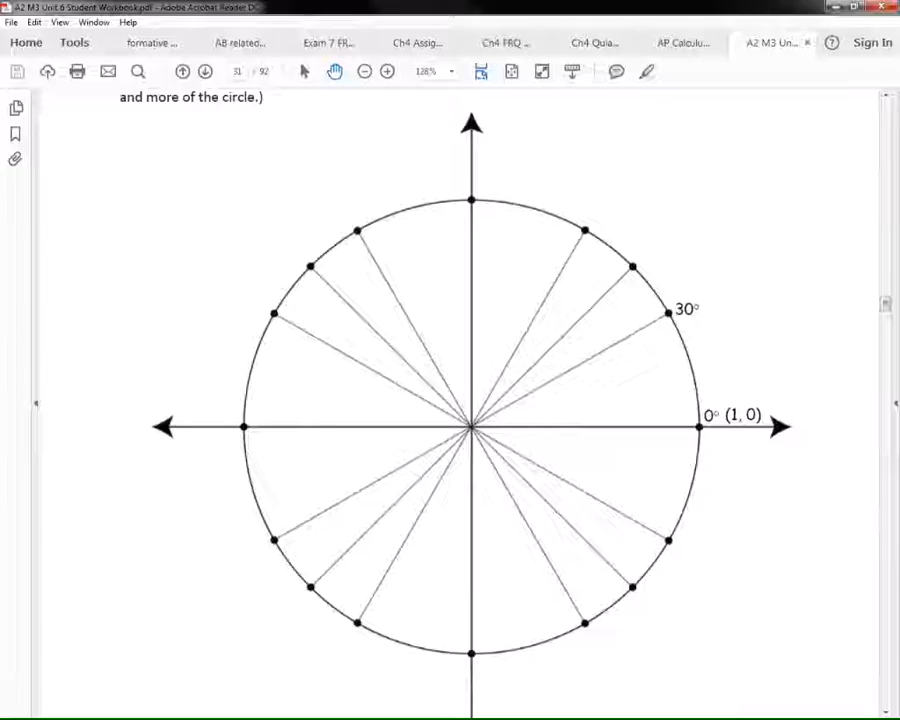 A2 M3 Unit 6 Student Workbook.pdf - Adobe Acrobat Reader DC
File Edit View Window Help
Home Tools formative ... AB related... Exam 7 FR... Ch4 Assig... Ch4 FRQ ... Ch4 Quia... AP Calculu... A2 M3 Un... × ? Sign In
31 / 92 128%
and more of the circle.)
30°
0° (1, 0)